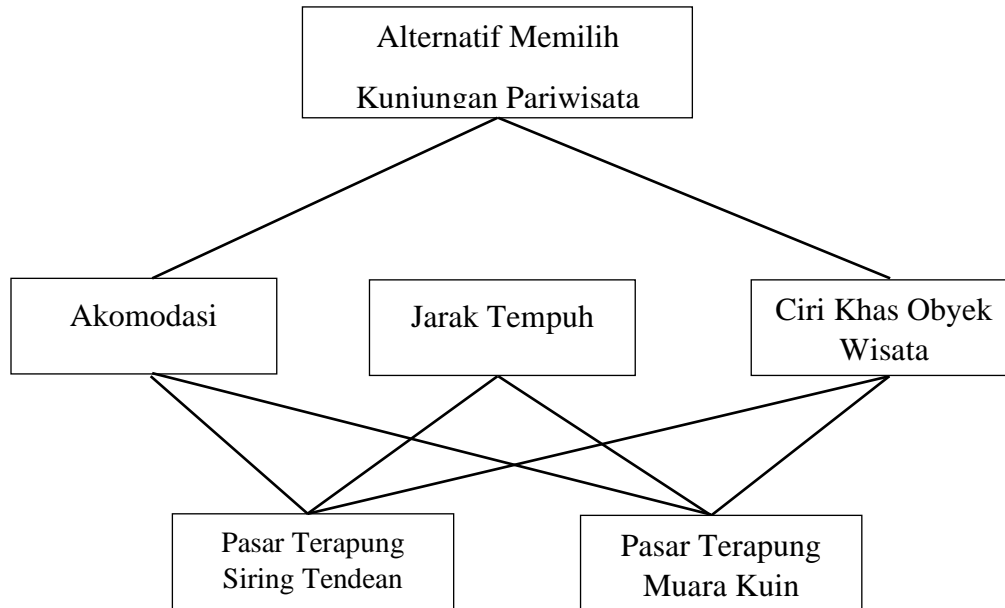 Alternatif Memilih
Kunjungan Pariwisata
Akomodasi
Jarak Tempuh
Ciri Khas Obyek
Wisata
Pasar Terapung
Siring Tendean
Pasar Terapung
Muara Kuin